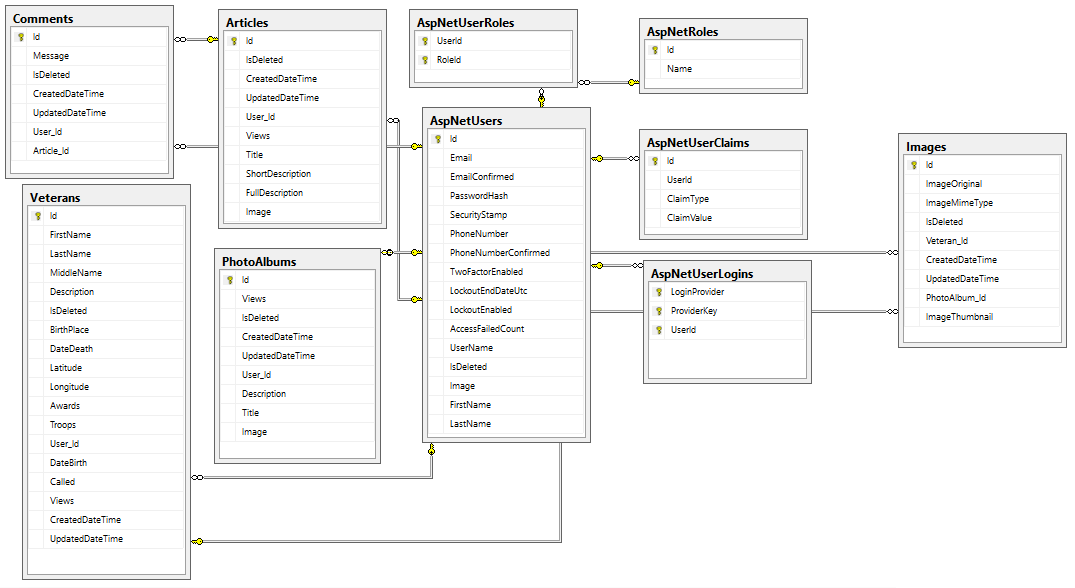 Comments
Id
Message
IsDeleted
CreatedDateTime
UpdatedDateTime
User_Id
Article_Id
Articles
Id
IsDeleted
CreatedDateTime
UpdatedDateTime
User_Id
Views
Title
ShortDescription
FullDescription
Image
AspNetUserRoles
UserId
RoleId
AspNetRoles
Id
Name
AspNetUsers
Id
Email
EmailConfirmed
PasswordHash
SecurityStamp
PhoneNumber
PhoneNumberConfirmed
TwoFactorEnabled
LockoutEndDateUtc
LockoutEnabled
AccessFailedCount
UserName
IsDeleted
Image
FirstName
LastName
AspNetUserClaims
Id
UserId
ClaimType
ClaimValue
Images
Id
ImageOriginal
ImageMimeType
IsDeleted
Veteran_Id
CreatedDateTime
UpdatedDateTime
PhotoAlbum_Id
ImageThumbnail
Veterans
Id
FirstName
LastName
MiddleName
Description
IsDeleted
BirthPlace
DateDeath
Latitude
Longitude
Awards
Troops
User_Id
DateBirth
Called
Views
CreatedDateTime
UpdatedDateTime
PhotoAlbums
Id
Views
IsDeleted
CreatedDateTime
UpdatedDateTime
User_Id
Description
Title
Image
AspNetUserLogins
LoginProvider
ProviderKey
UserId